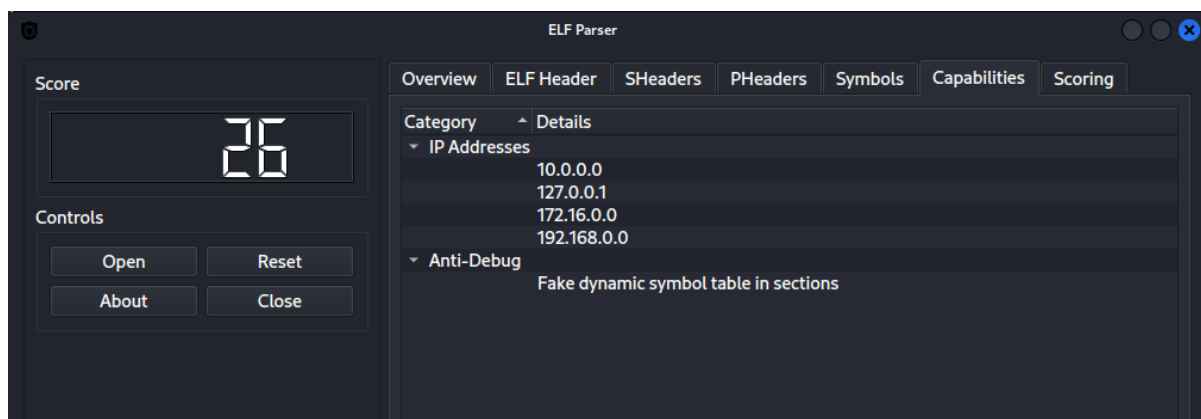 ELF Parser
Score
26
Controls
Open Reset
About Close
Overview ELF Header SHeaders PHeaders Symbols Capabilities Scoring
Category Details
IP Addresses
10.0.0.0
127.0.0.1
172.16.0.0
192.168.0.0
Anti-Debug
Fake dynamic symbol table in sections